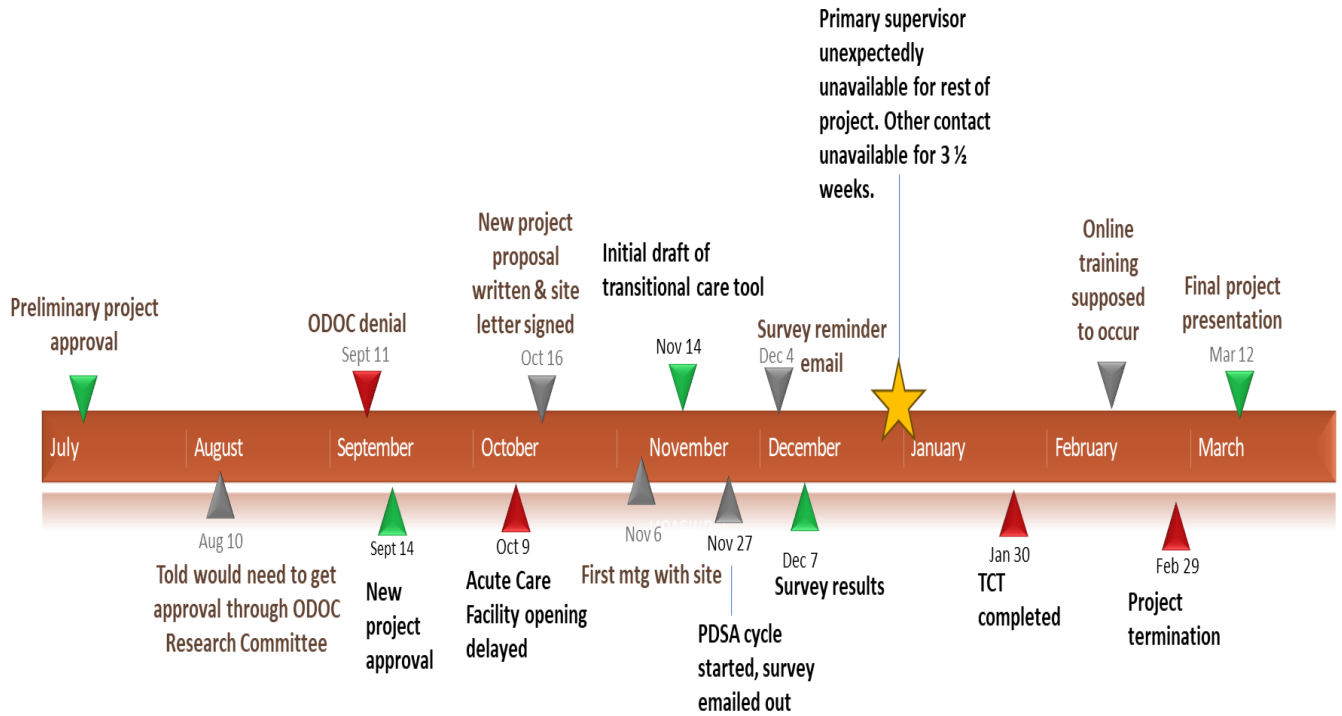 Primary supervisor
unexpectedly
unavailable for rest of
project. Other contact
unavailable for 3 ½
weeks.
Preliminary project
approval
ODOC denial
Sept 11
New project
proposal
written & site
letter signed
Oct 16
Initial draft of
transitional care tool
Nov 14
Survey reminder
Dec 4
email
Online
training
supposed
to occur
Final project
presentation
Mar 12
July
August
September
October
November
December
January
February
March
Aug 10
Told would need to get
approval through ODOC
Research Committee
Sept 14
New
project
approval
Oct 9
Acute Care
Facility opening
delayed
Nov 6
First mtg with site
Nov 27
PDSA cycle
started, survey
emailed out
Dec 7
Survey results
Jan 30
TCT
completed
Feb 29
Project
termination